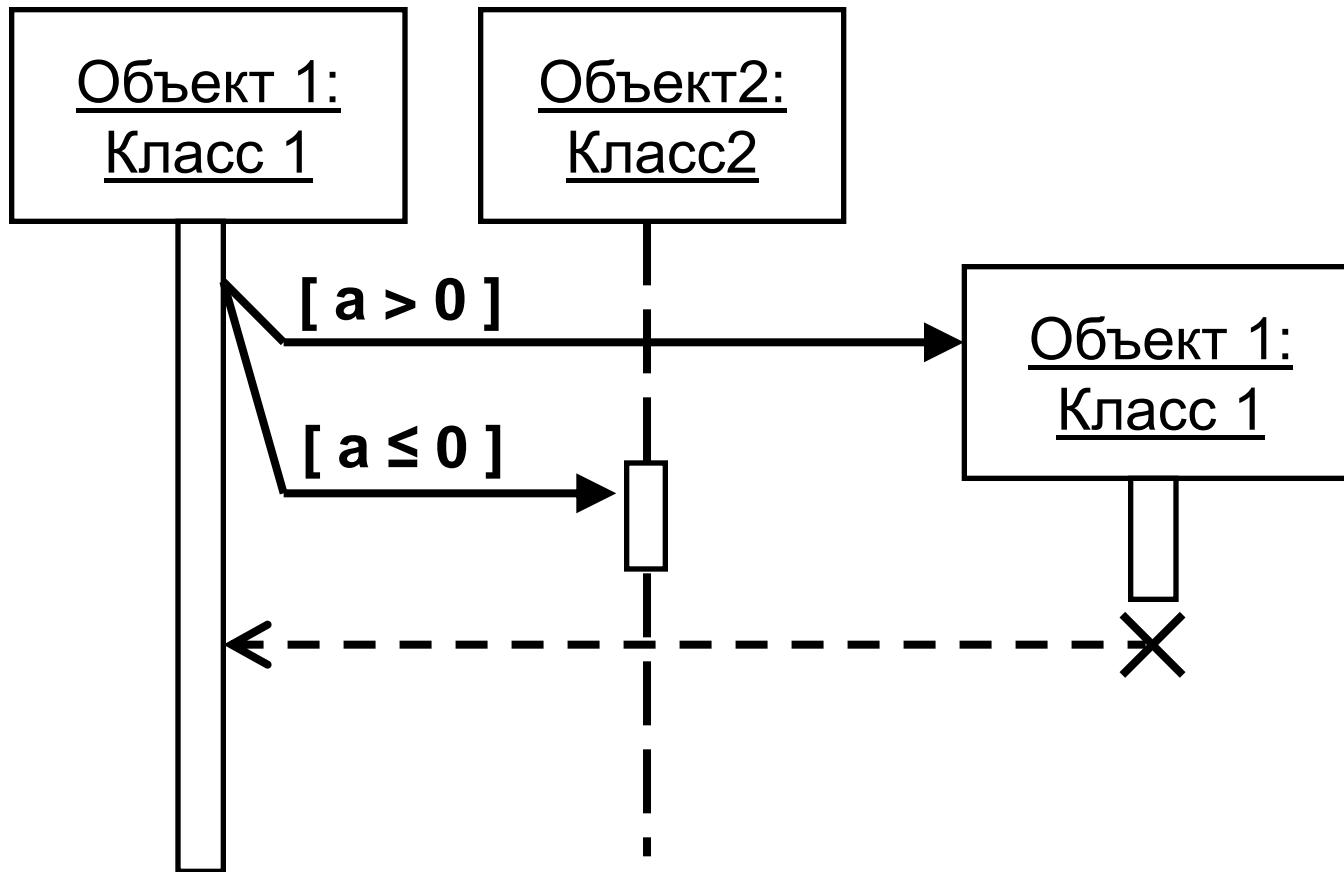 Объект 1:
Класс 1
Объект2:
Класс2
[ a > 0 ]
Объект 1:
Класс 1
[ a ≤ 0 ]